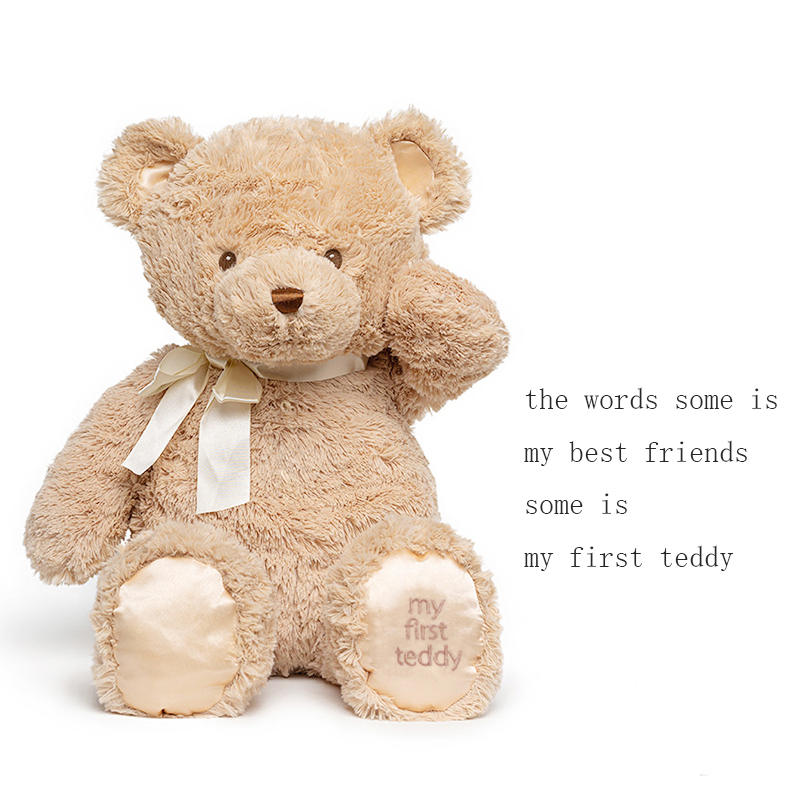 the words some is
my best friends
some is
my first teddy
my
first
teddy